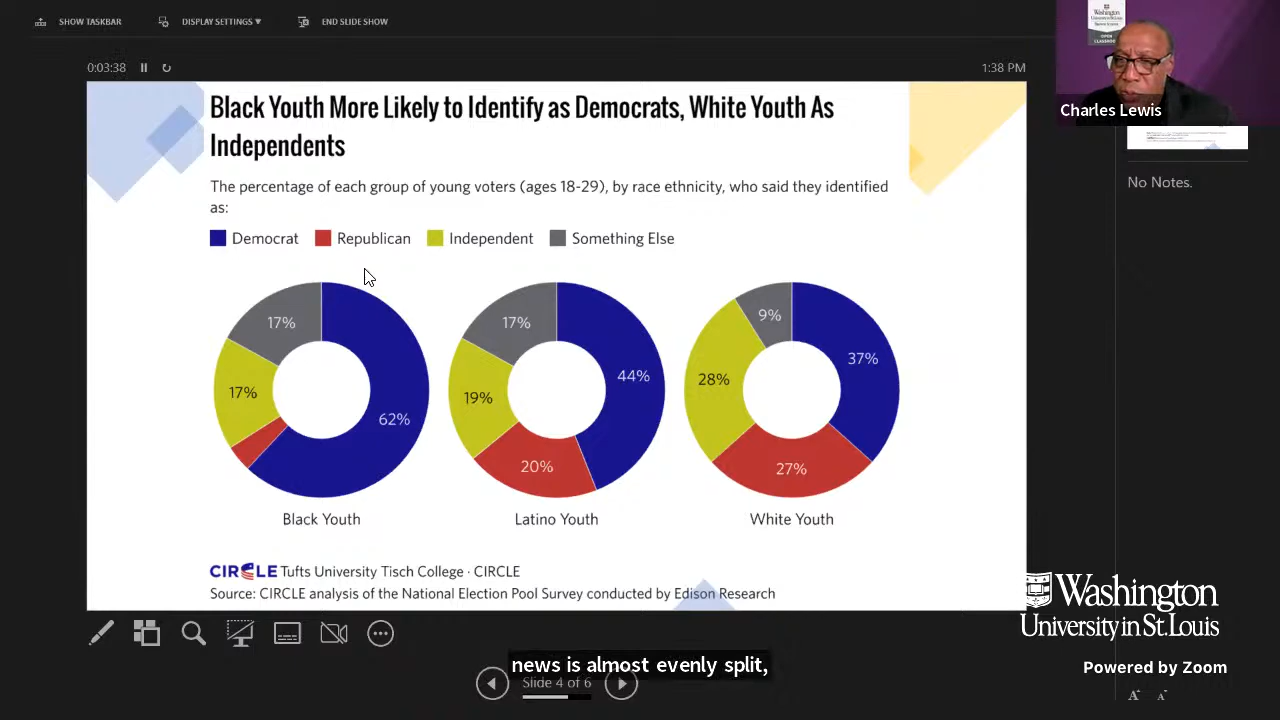 SHOW TASKBAR
DISPLAY SETTINGS
END SLIDE SHOW
Washington
OPEN
CLASSROOM
Charles Lewis
0:03:38
1:38 PM
Black Youth More Likely to Identify as Democrats, White Youth As
Independents
The percentage of each group of young voters (ages 18-29), by race ethnicity, who said they identified
as:
Democrat
Republican
Independent
Something Else
17%
17%
62%
Black Youth
17%
19%
44%
20%
Latino Youth
9%
28%
37%
27%
White Youth
CIRCLE Tufts University Tisch College · CIRCLE
Source: CIRCLE analysis of the National Election Pool Survey conducted by Edison Research
No Notes.
Washington
University in St. Louis
Powered by Zoom
news is almost evenly split,
Slide 4 of 6
A
A